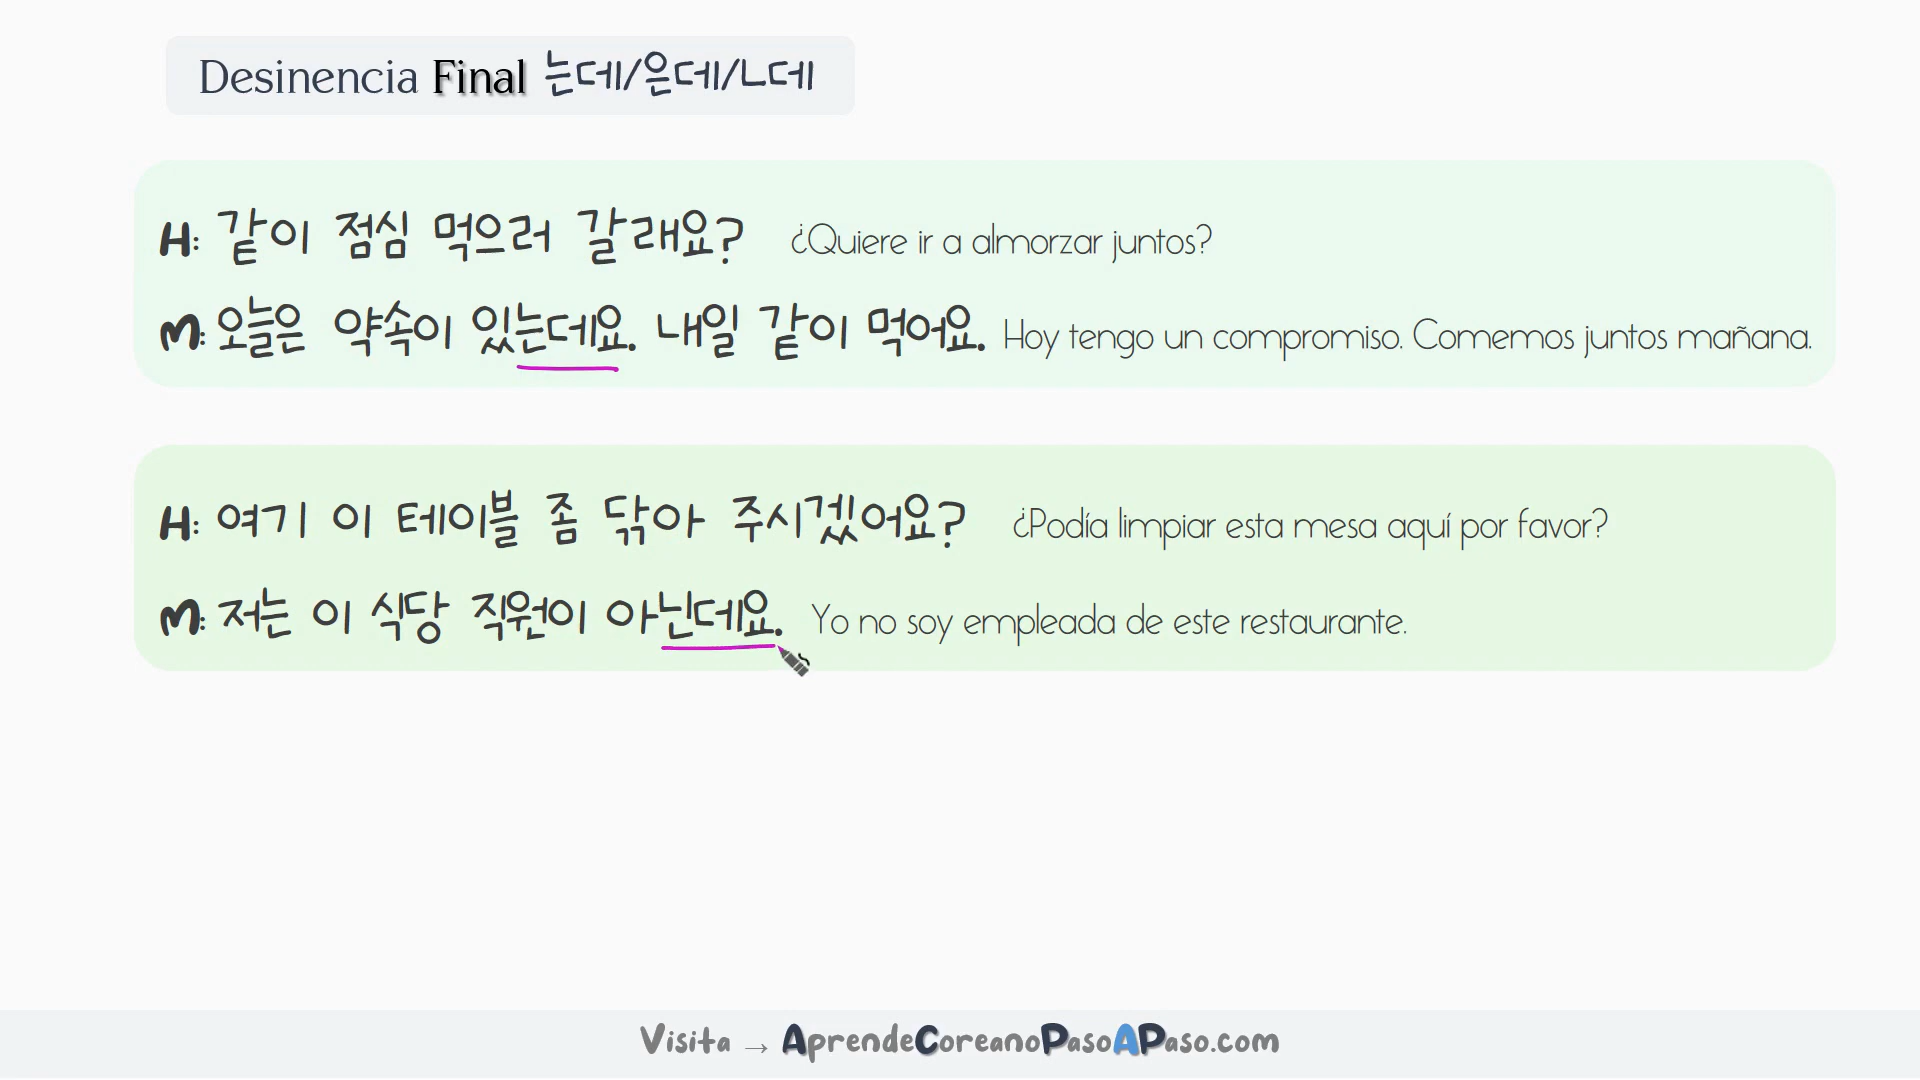 Desinencia Final 는데/은데/ㄴ데
H: 같이 점심 먹으러 갈래요? ¿Quiere ir a almorzar juntos?
M: 오늘은 약속이 있는데요. 내일 같이 먹어요. Hoy tengo un compromiso. Comemos juntos mañana.
H: 여기 이 테이블 좀 닦아 주시겠어요? ¿Podía limpiar esta mesa aquí por favor?
M: 저는 이 식당 직원이 아닌데요. Yo no soy empleada de este restaurante.
Visita → AprendeCoreanoPasoAPaso.com